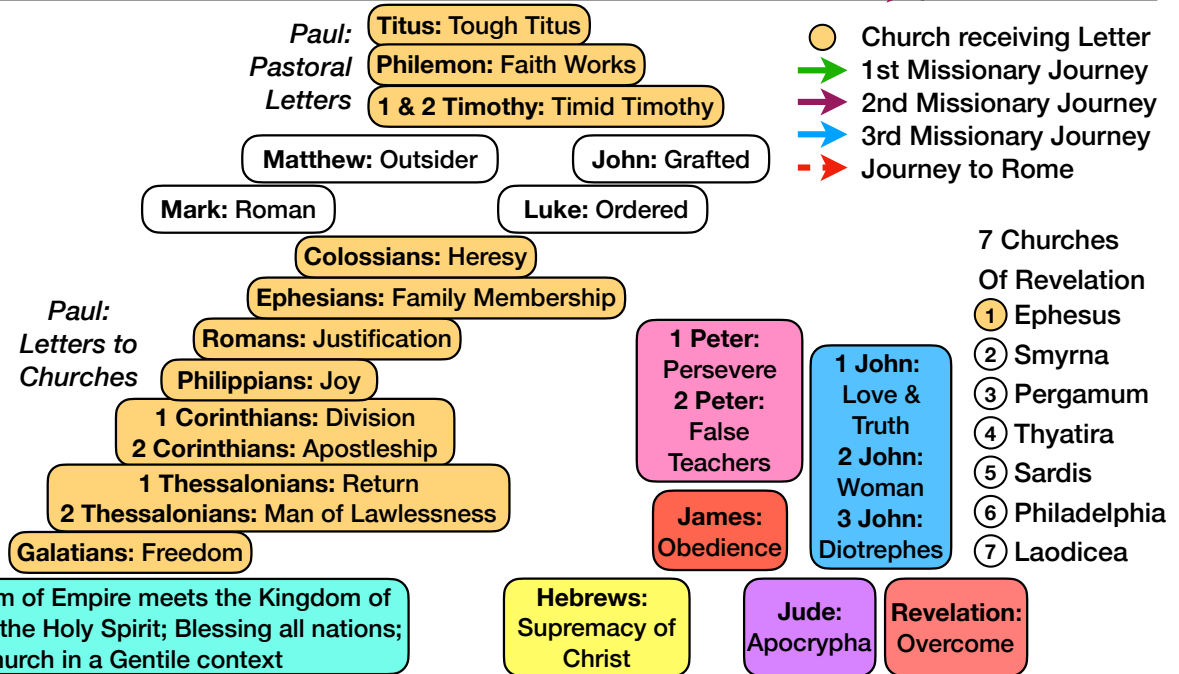 Paul:
Pastoral
Letters
Titus: Tough Titus
Philemon: Faith Works
1 & 2 Timothy: Timid Timothy
Church receiving Letter
1st Missionary Journey
2nd Missionary Journey
3rd Missionary Journey
Journey to Rome
Matthew: Outsider
John: Grafted
Mark: Roman
Luke: Ordered
Paul:
Letters to
Churches
Colossians: Heresy
Ephesians: Family Membership
Romans: Justification
Philippians: Joy
1 Corinthians: Division
2 Corinthians: Apostleship
1 Thessalonians: Return
2 Thessalonians: Man of Lawlessness
Galatians: Freedom
1 Peter:
Persevere
2 Peter:
False
Teachers
James:
Obedience
1 John:
Love &
Truth
2 John:
Woman
3 John:
Diotrephes
7 Churches
Of Revelation
1 Ephesus
2 Smyrna
3 Pergamum
4 Thyatira
5 Sardis
6 Philadelphia
7 Laodicea
of Empire meets the Kingdom of
the Holy Spirit; Blessing all nations;
in a Gentile context
Hebrews:
Supremacy of
Christ
Jude:
Apocrypha
Revelation:
Overcome